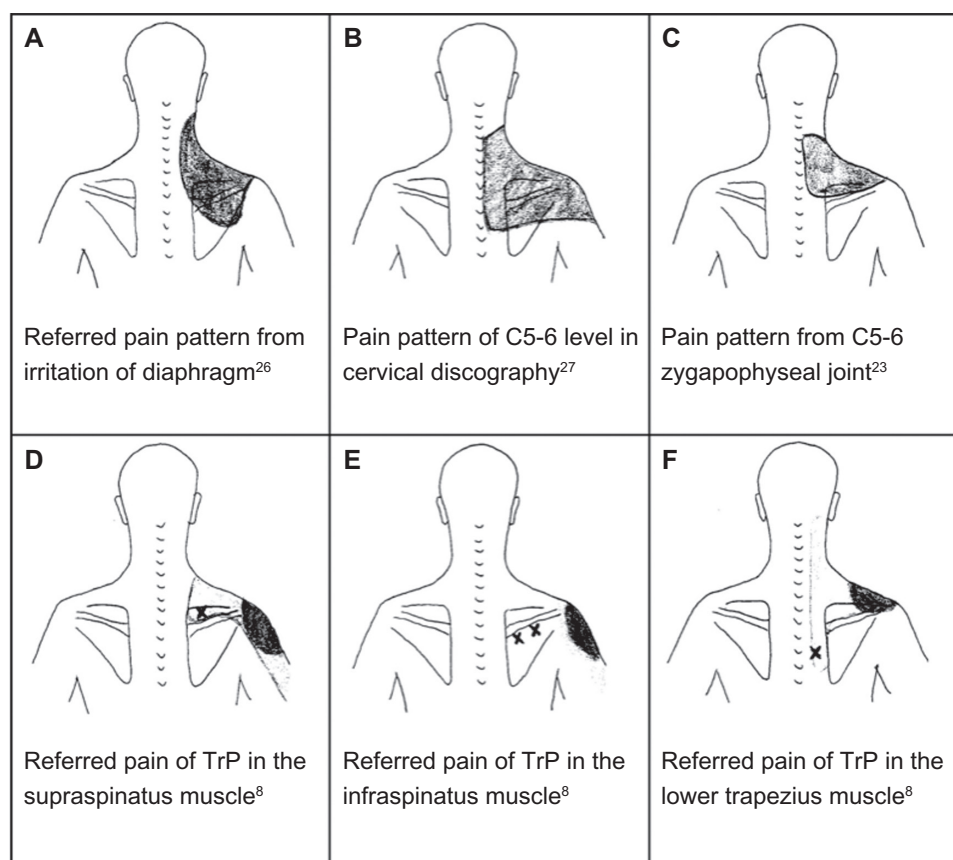 A
B
C
Referred pain pattern from
irritation of diaphragm²⁶
Pain pattern of C5-6 level in
cervical discography²⁷
Pain pattern from C5-6
zygapophyseal joint²³
D
E
F
x
x x
x
Referred pain of TrP in the
supraspinatus muscle⁸
Referred pain of TrP in the
infraspinatus muscle⁸
Referred pain of TrP in the
lower trapezius muscle⁸